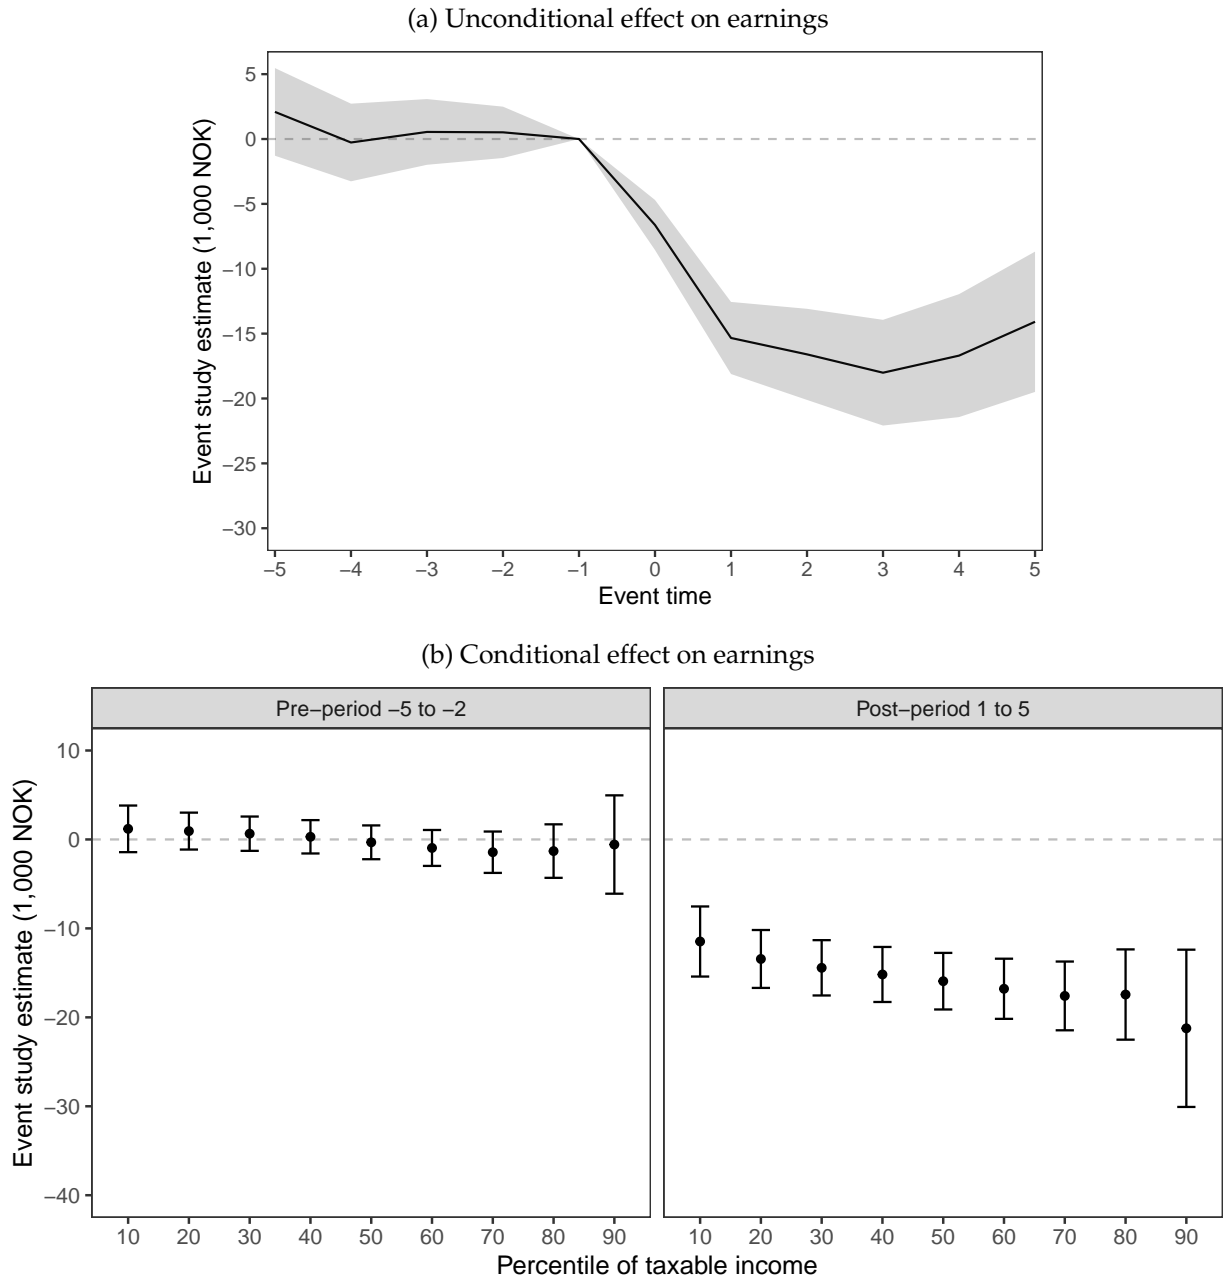 (a) Unconditional effect on earnings
Event study estimate (1,000 NOK)
5
0
−5
−10
−15
−20
−25
−30
−5 −4 −3 −2 −1 0 1 2 3 4 5
Event time
(b) Conditional effect on earnings
Pre−period −5 to −2 Post−period 1 to 5
Event study estimate (1,000 NOK)
10
0
−10
−20
−30
−40
10 20 30 40 50 60 70 80 90 10 20 30 40 50 60 70 80 90
Percentile of taxable income